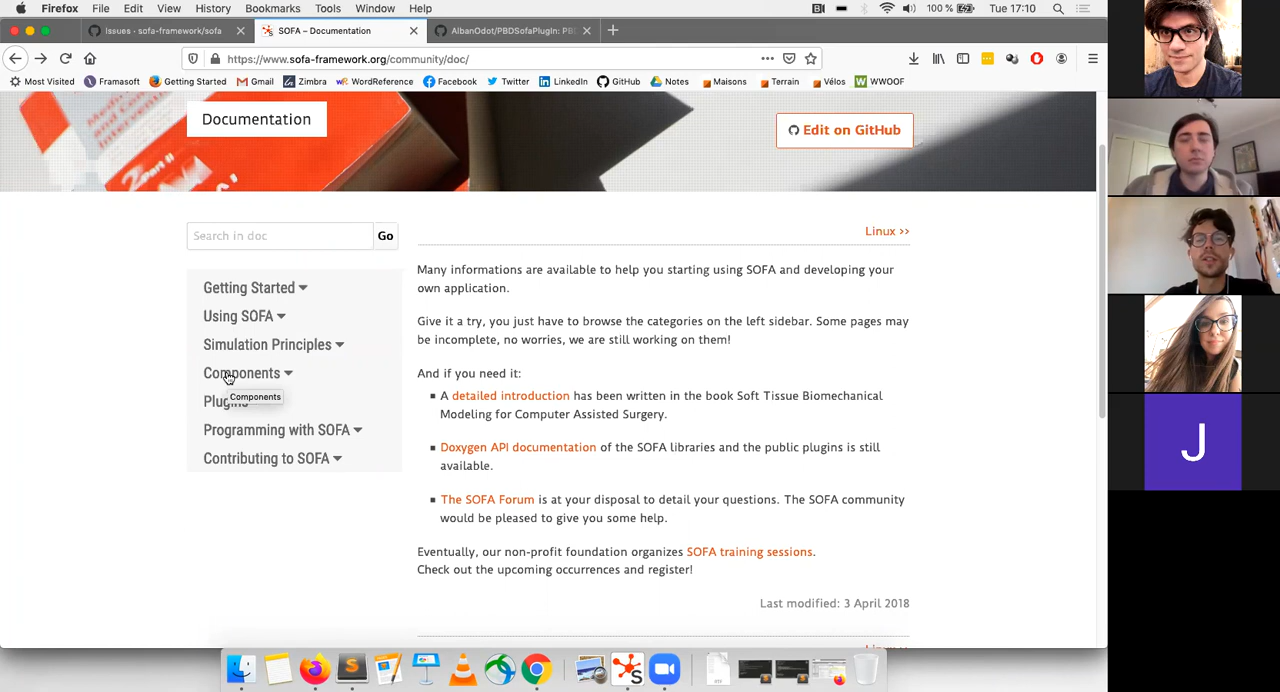 Firefox File Edit View History Bookmarks Tools Window Help 100 % Tue 17:10
Issues · sofa-framework/sofa
SOFA – Documentation
AlbanOdot/PBDSofaPlugin: PBD
https://www.sofa-framework.org/community/doc/
Most Visited Framasoft Getting Started Gmail Zimbra WordReference Facebook Twitter LinkedIn GitHub Notes Maisons Terrain Vélos WWOOF
Documentation
Edit on GitHub
Search in doc Go
Linux >>
Getting Started
Using SOFA
Simulation Principles
Components
Components
Plugins
Programming with SOFA
Contributing to SOFA
Many informations are available to help you starting using SOFA and developing your
own application.
Give it a try, you just have to browse the categories on the left sidebar. Some pages may
be incomplete, no worries, we are still working on them!
And if you need it:
A detailed introduction has been written in the book Soft Tissue Biomechanical
Modeling for Computer Assisted Surgery.
Doxygen API documentation of the SOFA libraries and the public plugins is still
available.
The SOFA Forum is at your disposal to detail your questions. The SOFA community
would be pleased to give you some help.
Eventually, our non-profit foundation organizes SOFA training sessions.
Check out the upcoming occurrences and register!
Last modified: 3 April 2018
J